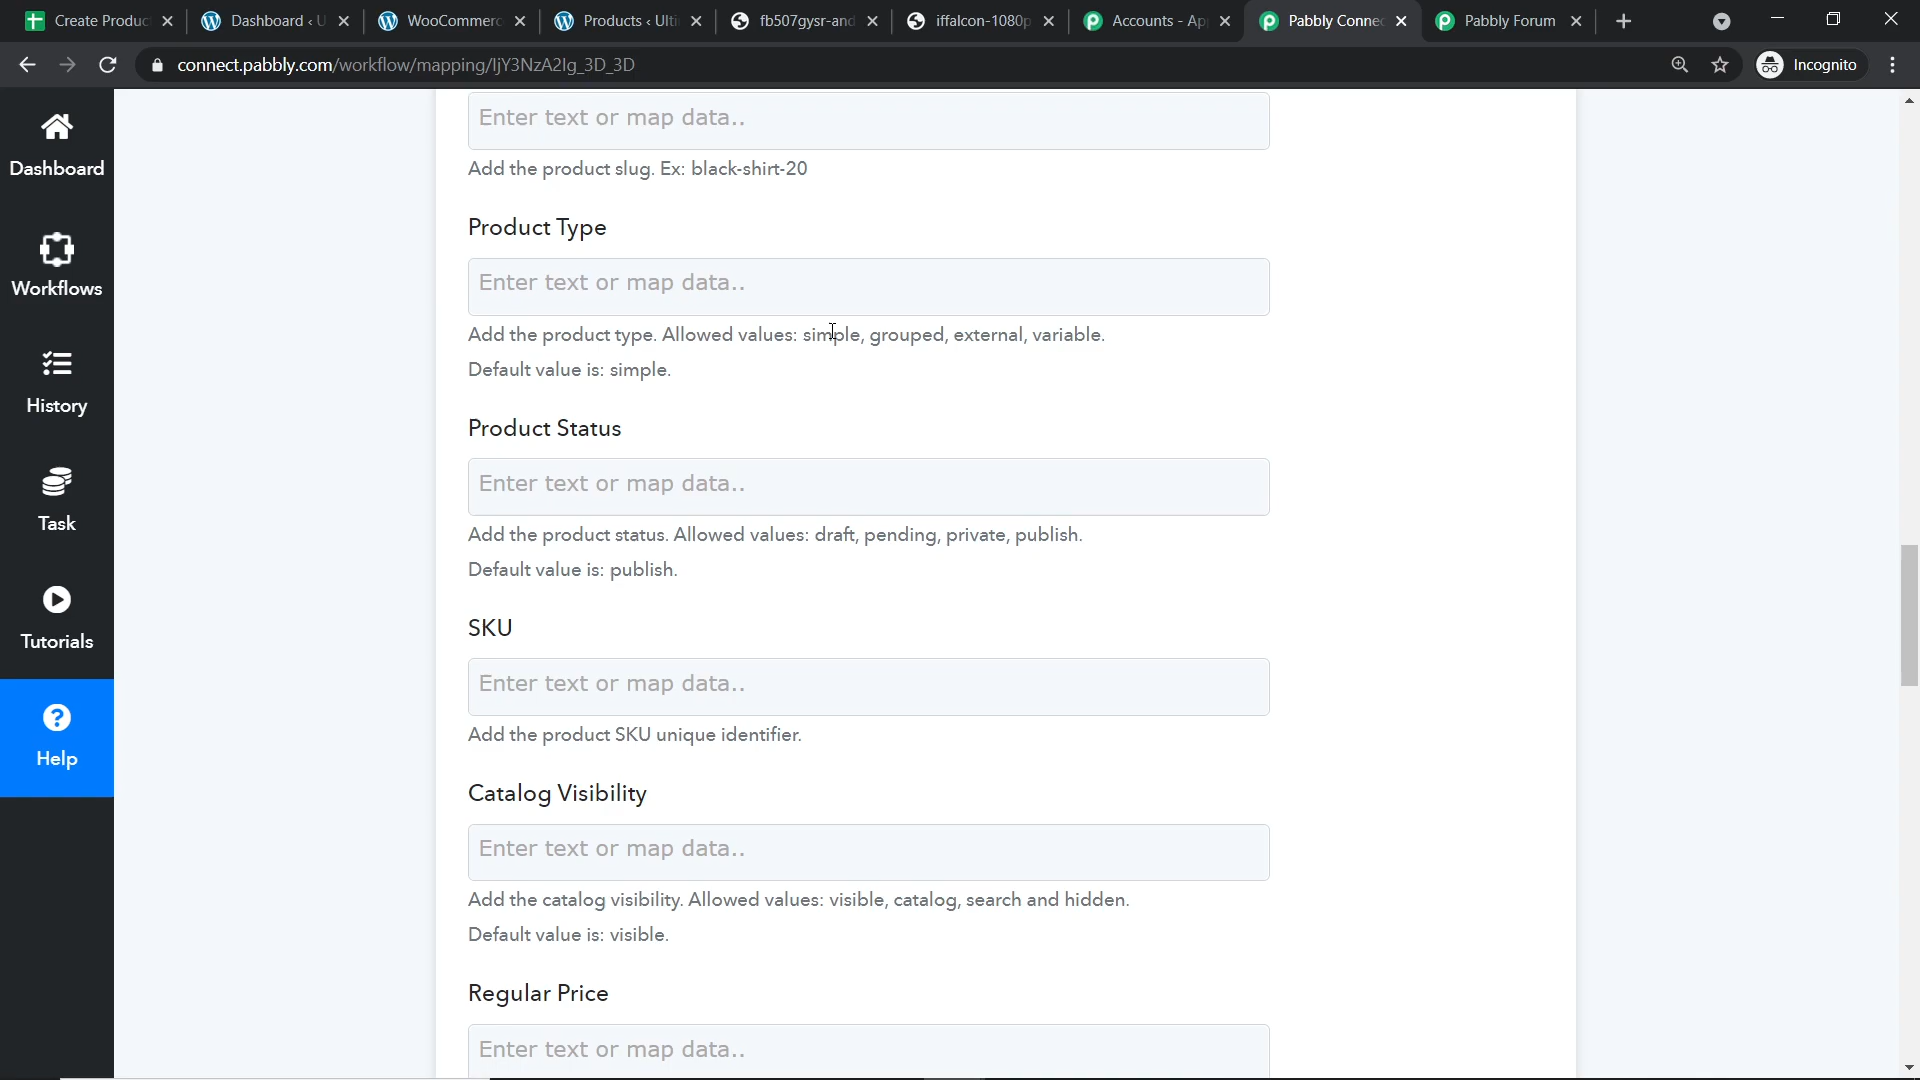 Create Produc
Dashboard ‹ U
WooCommerc
Products ‹ Ulti
fb507gysr-and
iffalcon-1080p
Accounts - Ap
Pabbly Connec
Pabbly Forum
connect.pabbly.com/workflow/mapping/IjY3NzA2Ig_3D_3D
Incognito
Dashboard
Workflows
History
Task
Tutorials
Help
Enter text or map data..
Add the product slug. Ex: black-shirt-20
Product Type
Enter text or map data..
Add the product type. Allowed values: simple, grouped, external, variable.
Default value is: simple.
Product Status
Enter text or map data..
Add the product status. Allowed values: draft, pending, private, publish.
Default value is: publish.
SKU
Enter text or map data..
Add the product SKU unique identifier.
Catalog Visibility
Enter text or map data..
Add the catalog visibility. Allowed values: visible, catalog, search and hidden.
Default value is: visible.
Regular Price
Enter text or map data..